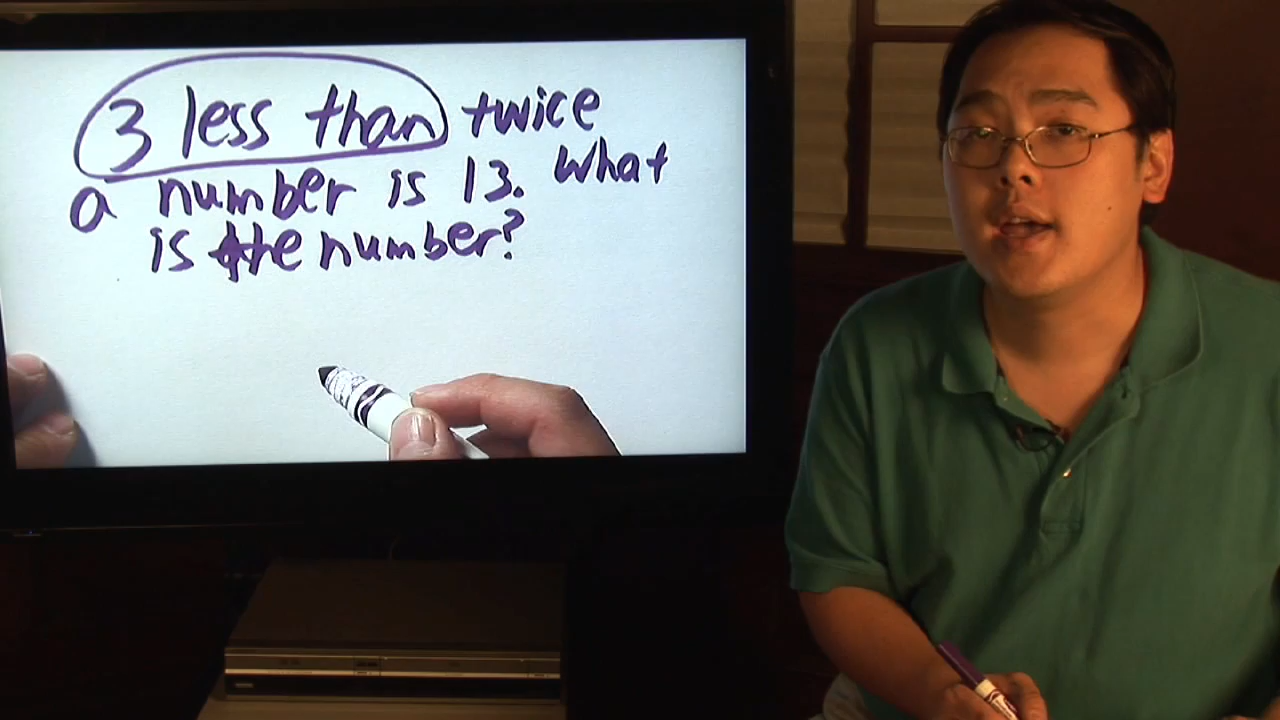 3 less than twice
a number is 13. What
is the number?